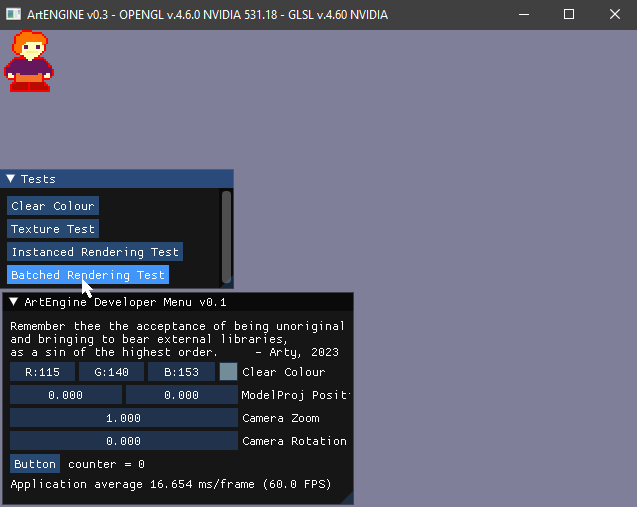 ArtENGINE v0.3 - OPENGL v.4.6.0 NVIDIA 531.18 - GLSL v.4.60 NVIDIA
Tests
Clear Colour
Texture Test
Instanced Rendering Test
Batched Rendering Test
ArtEngine Developer Menu v0.1
Remember thee the acceptance of being unoriginal
and bringing to bear external libraries,
as a sin of the highest order. - Arty, 2023
R:115 G:140 B:153 Clear Colour
0.000 0.000 ModelProj Posit
1.000 Camera Zoom
0.000 Camera Rotation
Button counter = 0
Application average 16.654 ms/frame (60.0 FPS)